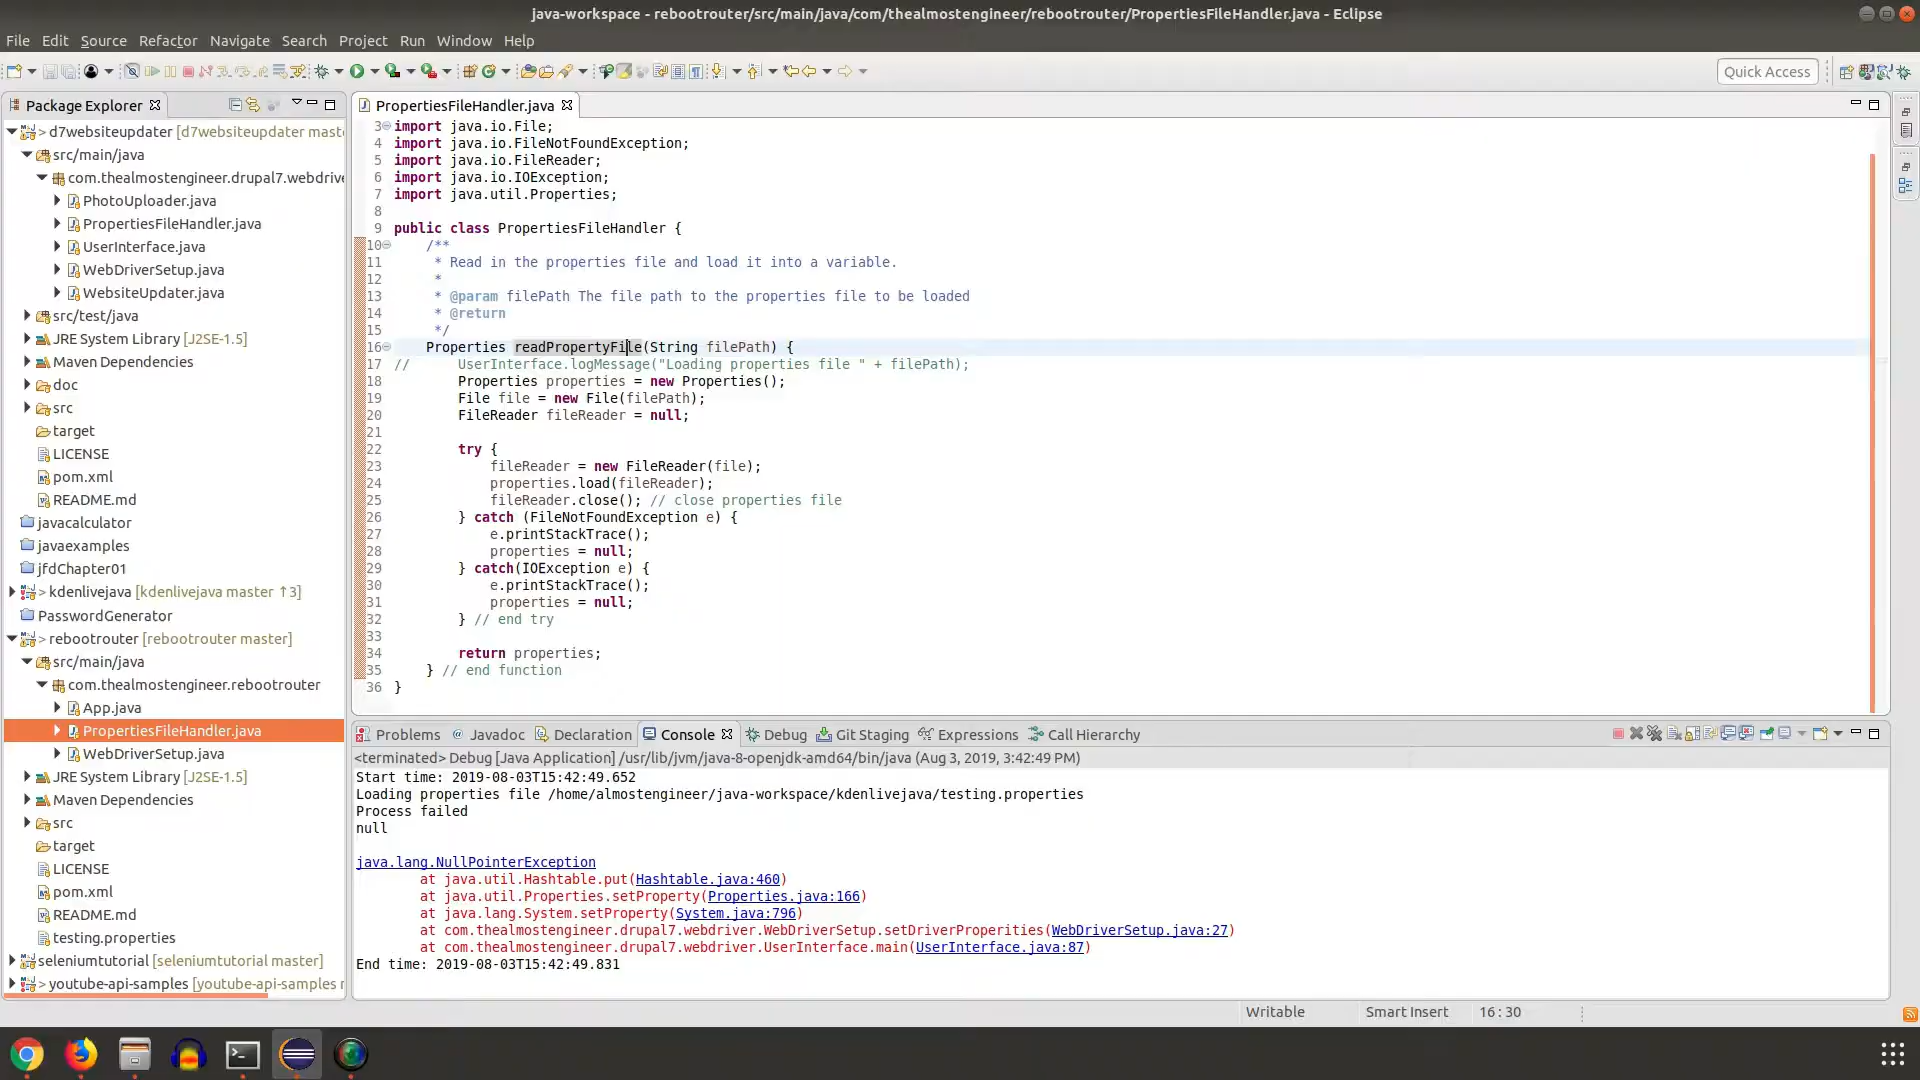 java-workspace - rebootrouter/src/main/java/com/thealmostengineer/rebootrouter/PropertiesFileHandler.java - Eclipse
File Edit Source Refactor Navigate Search Project Run Window Help
Quick Access
Package Explorer
> d7websiteupdater [d7websiteupdater mast
src/main/java
com.thealmostengineer.drupal7.webdrive
PhotoUploader.java
PropertiesFileHandler.java
UserInterface.java
WebDriverSetup.java
WebsiteUpdater.java
src/test/java
JRE System Library [J2SE-1.5]
Maven Dependencies
doc
src
target
LICENSE
pom.xml
README.md
javacalculator
javaexamples
jfdChapter01
> kdenlivejava [kdenlivejava master ↑3]
PasswordGenerator
> rebootrouter [rebootrouter master]
src/main/java
com.thealmostengineer.rebootrouter
App.java
PropertiesFileHandler.java
WebDriverSetup.java
JRE System Library [J2SE-1.5]
Maven Dependencies
src
target
LICENSE
pom.xml
README.md
testing.properties
seleniumtutorial [seleniumtutorial master]
> youtube-api-samples [youtube-api-samples
PropertiesFileHandler.java
3 import java.io.File;
4 import java.io.FileNotFoundException;
5 import java.io.FileReader;
6 import java.io.IOException;
7 import java.util.Properties;
8
9 public class PropertiesFileHandler {
10 /**
11 * Read in the properties file and load it into a variable.
12 *
13 * @param filePath The file path to the properties file to be loaded
14 * @return
15 */
16 Properties readPropertyFile(String filePath) {
17 // UserInterface.logMessage("Loading properties file " + filePath);
18 Properties properties = new Properties();
19 File file = new File(filePath);
20 FileReader fileReader = null;
21
22 try {
23 fileReader = new FileReader(file);
24 properties.load(fileReader);
25 fileReader.close(); // close properties file
26 } catch (FileNotFoundException e) {
27 e.printStackTrace();
28 properties = null;
29 } catch(IOException e) {
30 e.printStackTrace();
31 properties = null;
32 } // end try
33
34 return properties;
35 } // end function
36 }
Problems @ Javadoc Declaration Console Debug Git Staging Expressions Call Hierarchy
<terminated> Debug [Java Application] /usr/lib/jvm/java-8-openjdk-amd64/bin/java (Aug 3, 2019, 3:42:49 PM)
Start time: 2019-08-03T15:42:49.652
Loading properties file /home/almostengineer/java-workspace/kdenlivejava/testing.properties
Process failed
null
java.lang.NullPointerException
at java.util.Hashtable.put(Hashtable.java:460)
at java.util.Properties.setProperty(Properties.java:166)
at java.lang.System.setProperty(System.java:796)
at com.thealmostengineer.drupal7.webdriver.WebDriverSetup.setDriverProperities(WebDriverSetup.java:27)
at com.thealmostengineer.drupal7.webdriver.UserInterface.main(UserInterface.java:87)
End time: 2019-08-03T15:42:49.831
Writable Smart Insert 16 : 30